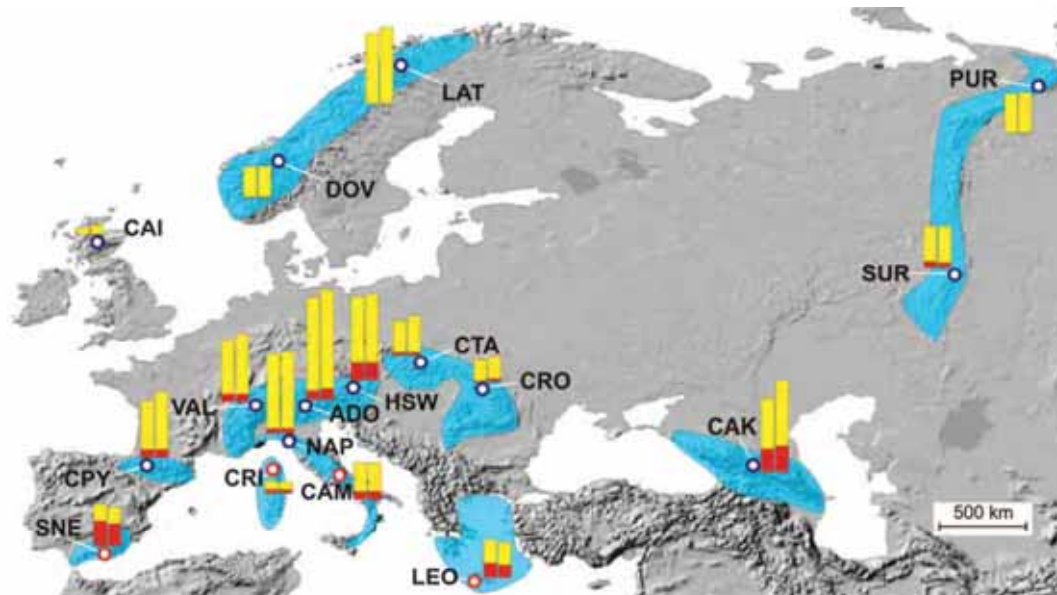 LAT
PUR
DOV
CAI
SUR
CTA
CRO
HSW
VAL
ADO
NAP
CAK
CPY
CRI
CAM
SNE
LEO
500 km